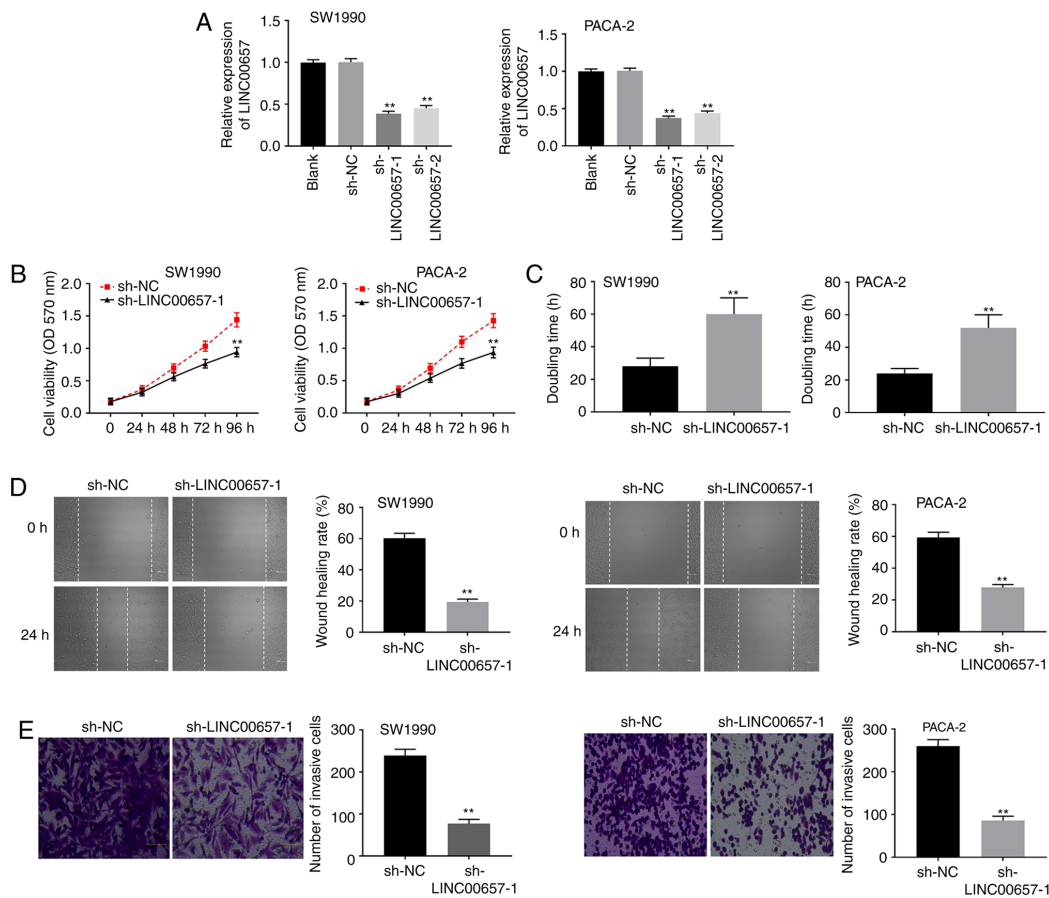 A
SW1990
Relative expression
of LINC00657
1.5
1.0
0.5
0.0
**
**
Blank
sh-NC
sh-
LINC00657-1
sh-
LINC00657-2
PACA-2
Relative expression
of LINC00657
1.5
1.0
0.5
0.0
**
**
Blank
sh-NC
sh-
LINC00657-1
sh-
LINC00657-2
B
SW1990
Cell viability (OD 570 nm)
2.0
1.5
1.0
0.5
0.0
sh-NC
sh-LINC00657-1
**
0 24 h 48 h 72 h 96 h
PACA-2
Cell viability (OD 570 nm)
2.0
1.5
1.0
0.5
0.0
sh-NC
sh-LINC00657-1
**
0 24 h 48 h 72 h 96 h
C
SW1990
Doubling time (h)
80
60
40
20
0
**
sh-NC sh-LINC00657-1
PACA-2
Doubling time (h)
80
60
40
20
0
**
sh-NC sh-LINC00657-1
D
sh-NC sh-LINC00657-1
0 h
24 h
SW1990
Wound healing rate (%)
80
60
40
20
0
**
sh-NC sh-
LINC00657-1
sh-NC sh-LINC00657-1
0 h
24 h
PACA-2
Wound healing rate (%)
80
60
40
20
0
**
sh-NC sh-
LINC00657-1
E
sh-NC sh-LINC00657-1
SW1990
Number of invasive cells
300
200
100
0
**
sh-NC sh-
LINC00657-1
sh-NC sh-LINC00657-1
PACA-2
Number of invasive cells
300
200
100
0
**
sh-NC sh-
LINC00657-1